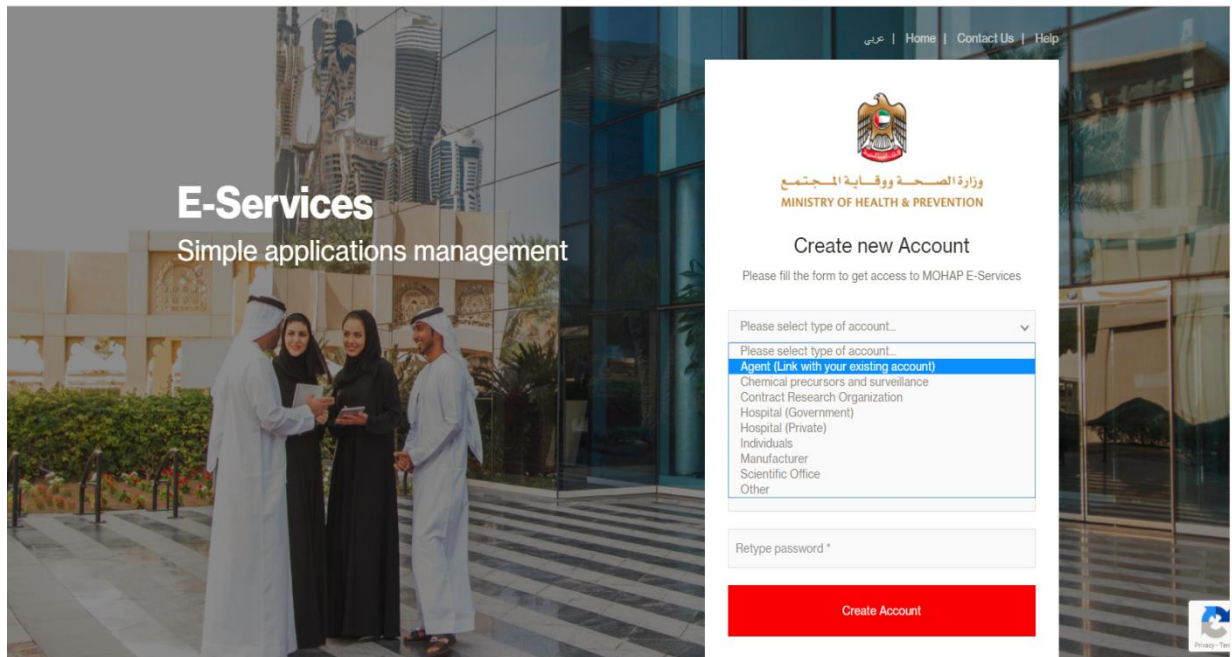 عربي | Home | Contact Us | Help
وزارة الصحة ووقاية المجتمع
MINISTRY OF HEALTH & PREVENTION
E-Services
Simple applications management
Create new Account
Please fill the form to get access to MOHAP E-Services
Please select type of account...
Please select type of account...
Agent (Link with your existing account)
Chemical precursors and surveillance
Contract Research Organization
Hospital (Government)
Hospital (Private)
Individuals
Manufacturer
Scientific Office
Other
Retype password *
Create Account